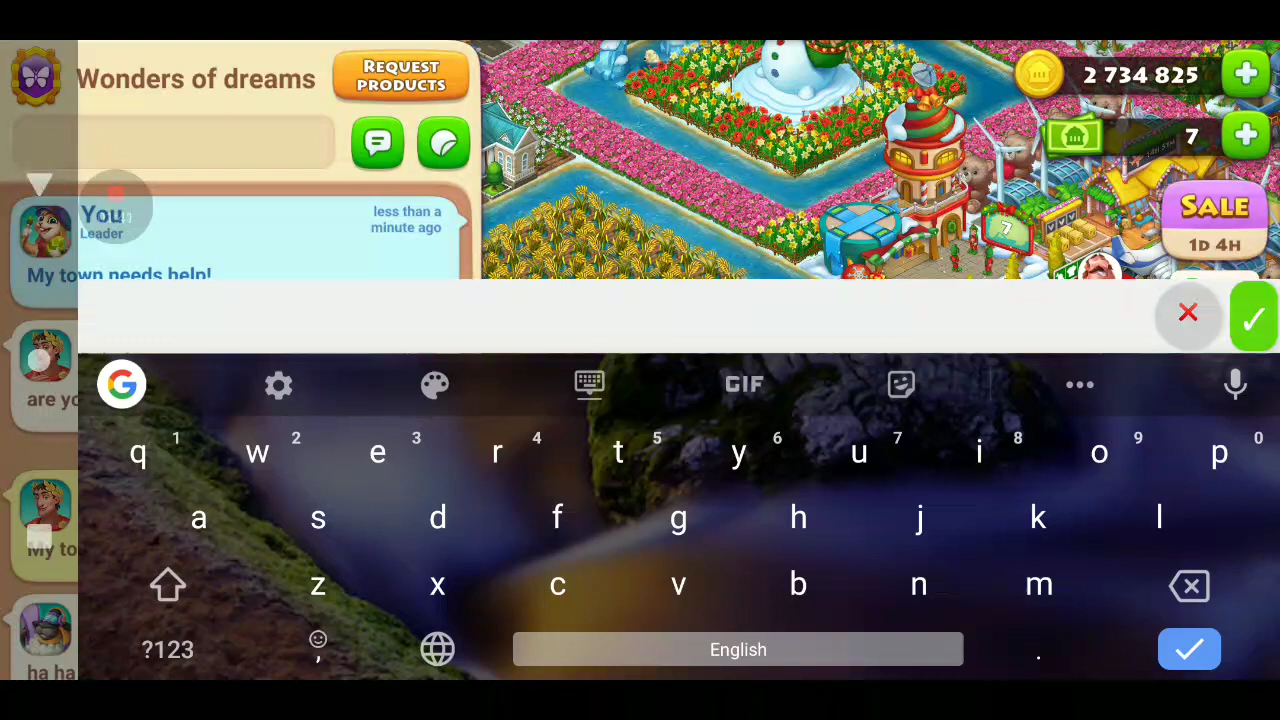 Wonders of dreams
REQUEST
PRODUCTS
2 734 825
7
You
Leader
less than a
minute ago
My town needs help!
SALE
1D 4H
7
are yo
My to
ha ha
G
GIF
q 1 w 2 e 3 r 4 t 5 y 6 u 7 i 8 o 9 p 0
a s d f g h j k l
z x c v b n m
?123 , English .